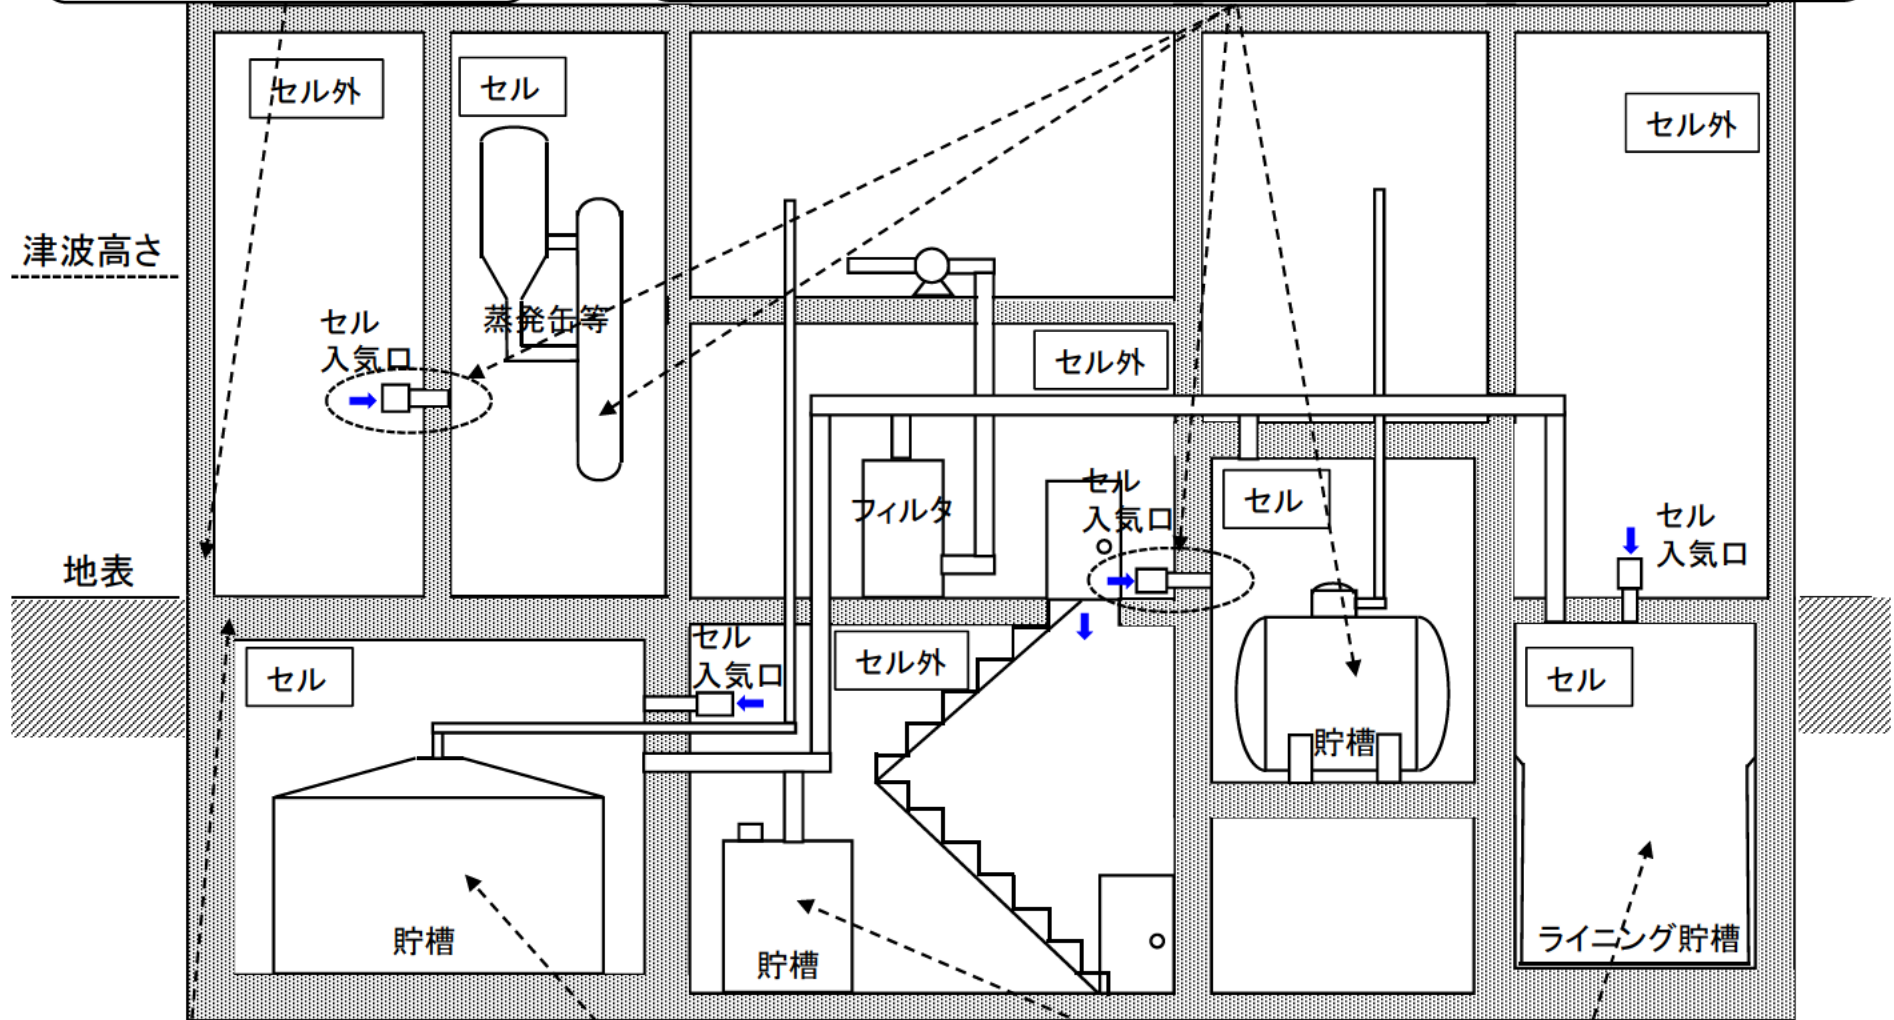 セル外
セル
セル外
津波高さ
セル
入気口
蒸発缶等
セル外
フィルタ
セル
入気口
セル
セル
入気口
地表
セル
セル
入気口
セル外
セル
貯槽
貯槽
貯槽
ライニング貯槽